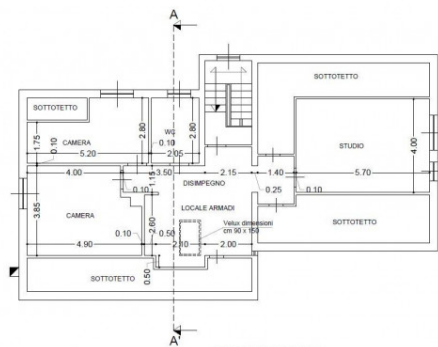 A
SOTTOTETTO
SOTTOTETTO
1.75
0.10
2.80
WC
2.80
0.10
CAMERA
5.20
2.05
STUDIO
4.00
4.00
3.50
2.15
1.40
5.70
1.15
0.10
DISIMPEGNO
0.25
0.10
LOCALE ARMADI
3.85
CAMERA
2.60
SOTTOTETTO
0.10
0.50
Velux dimensioni
cm 90 x 150
4.90
2.10
2.00
SOTTOTETTO
0.50
A'